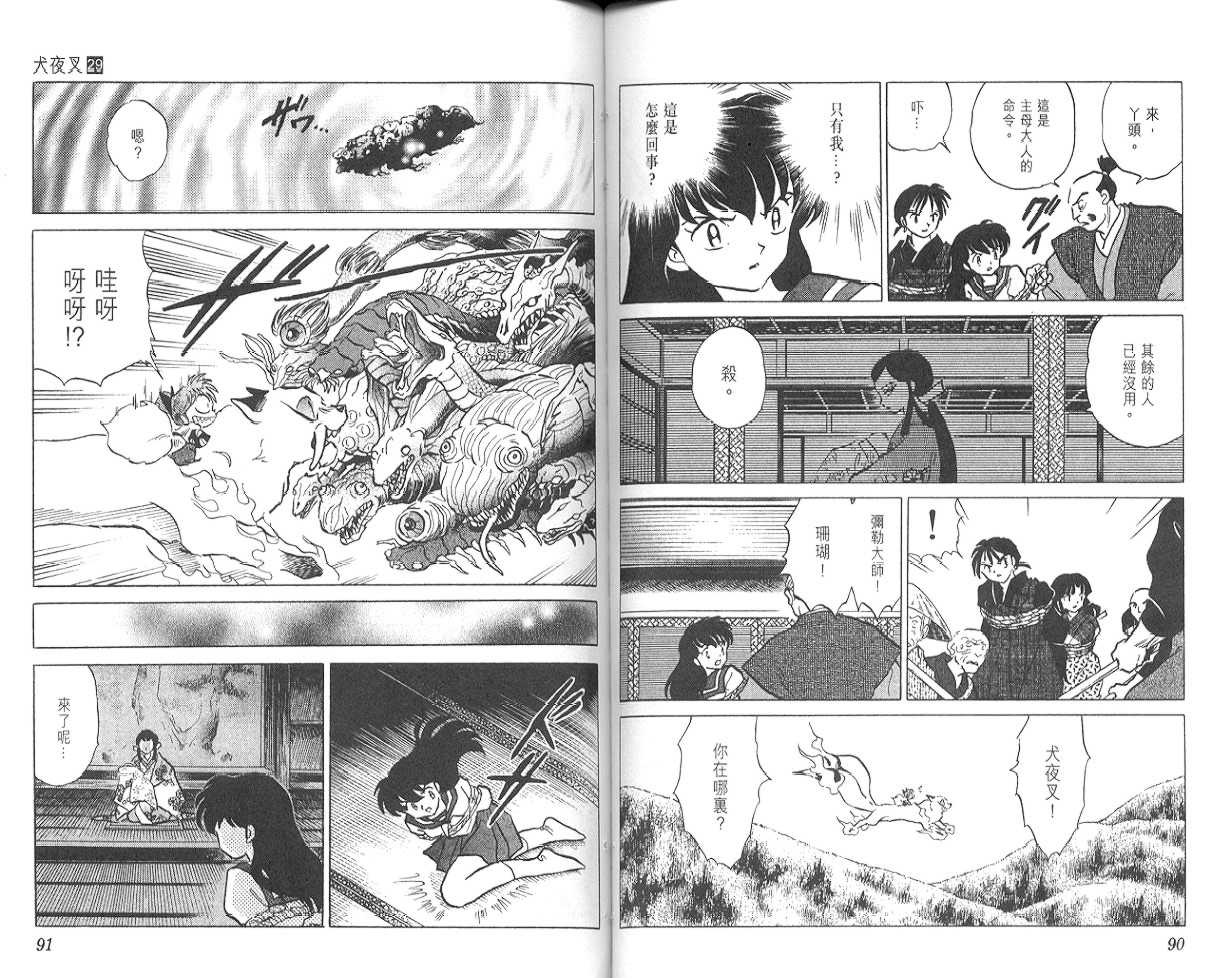 來，
丫頭。
這是
主母大人的
命令。
吓…
グイ
只有我…？
這是
怎麼回事？
其餘的人
已經沒用。
殺。
！
彌勒大師！
珊瑚！
犬夜叉！
你在哪裏？
90
犬夜叉 29
ザワ…
嗯？
哇呀
呀呀!?
ドサ
來了呢…
91